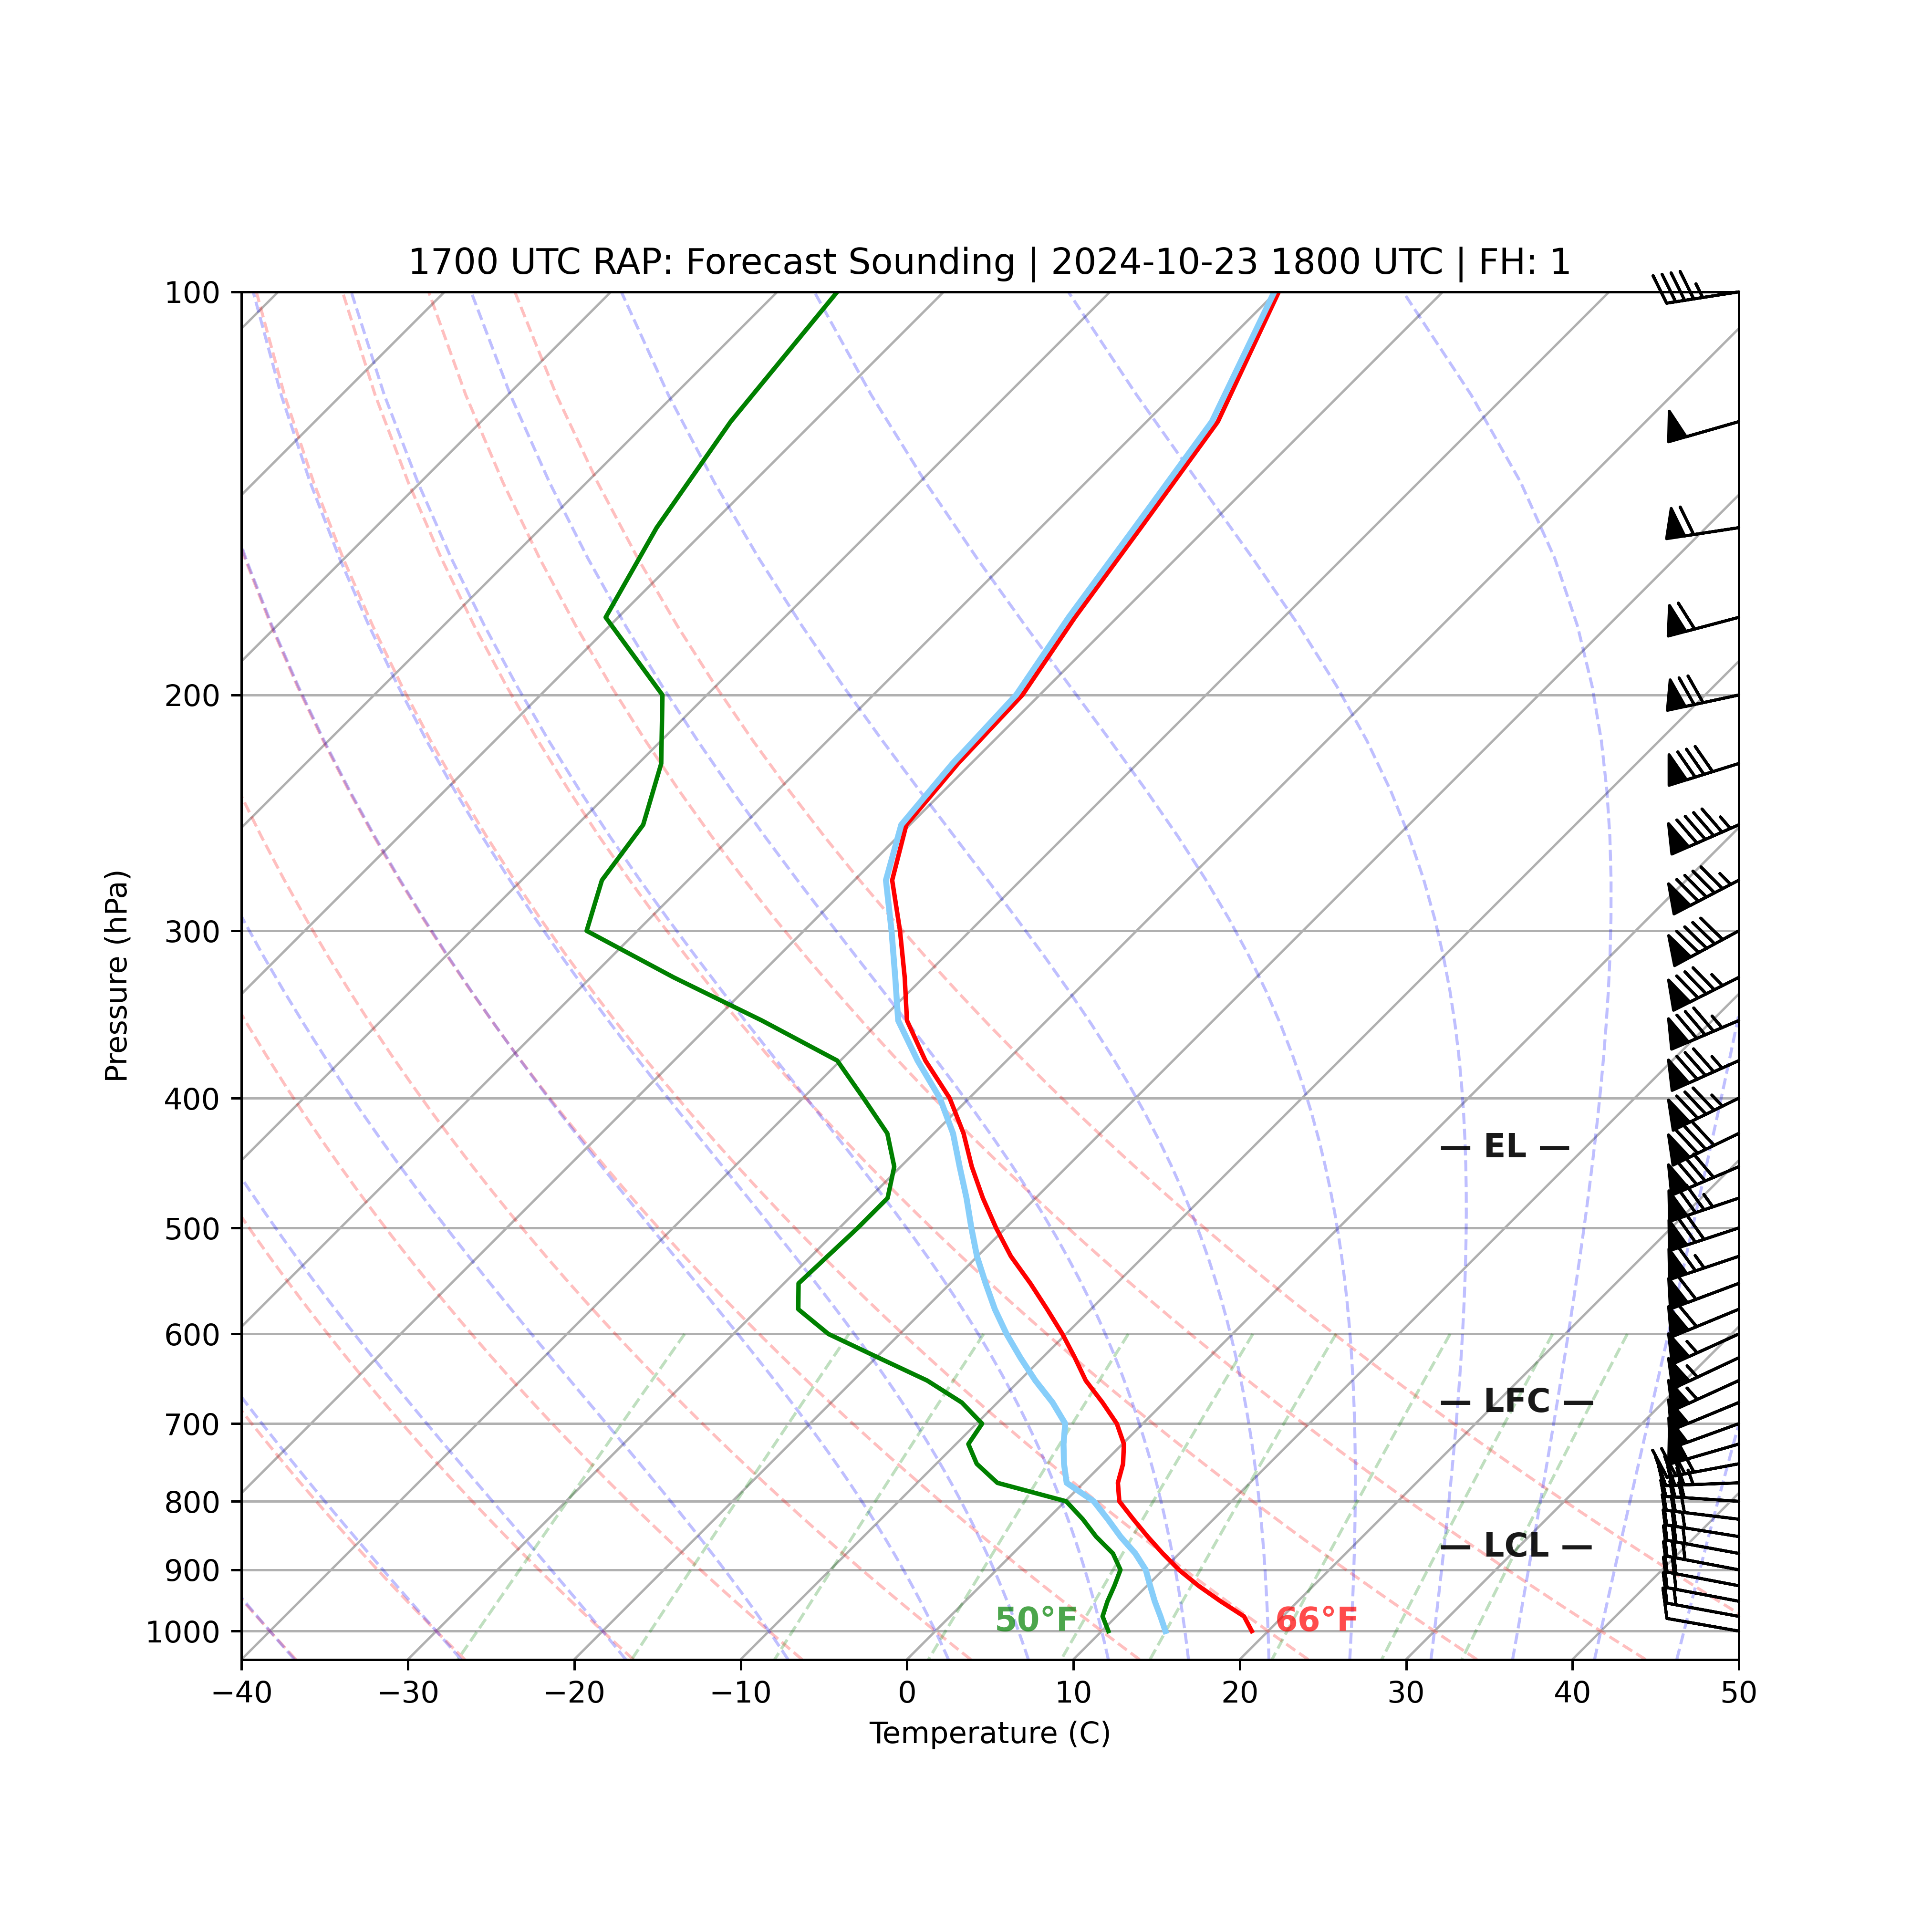 1700 UTC RAP: Forecast Sounding | 2024-10-23 1800 UTC | FH: 1
100
200
300
400
— EL —
500
600
— LFC —
700
800
— LCL —
900
50°F 66°F
1000
−40 −30 −20 −10 0 10 20 30 40 50
Temperature (C)
Pressure (hPa)